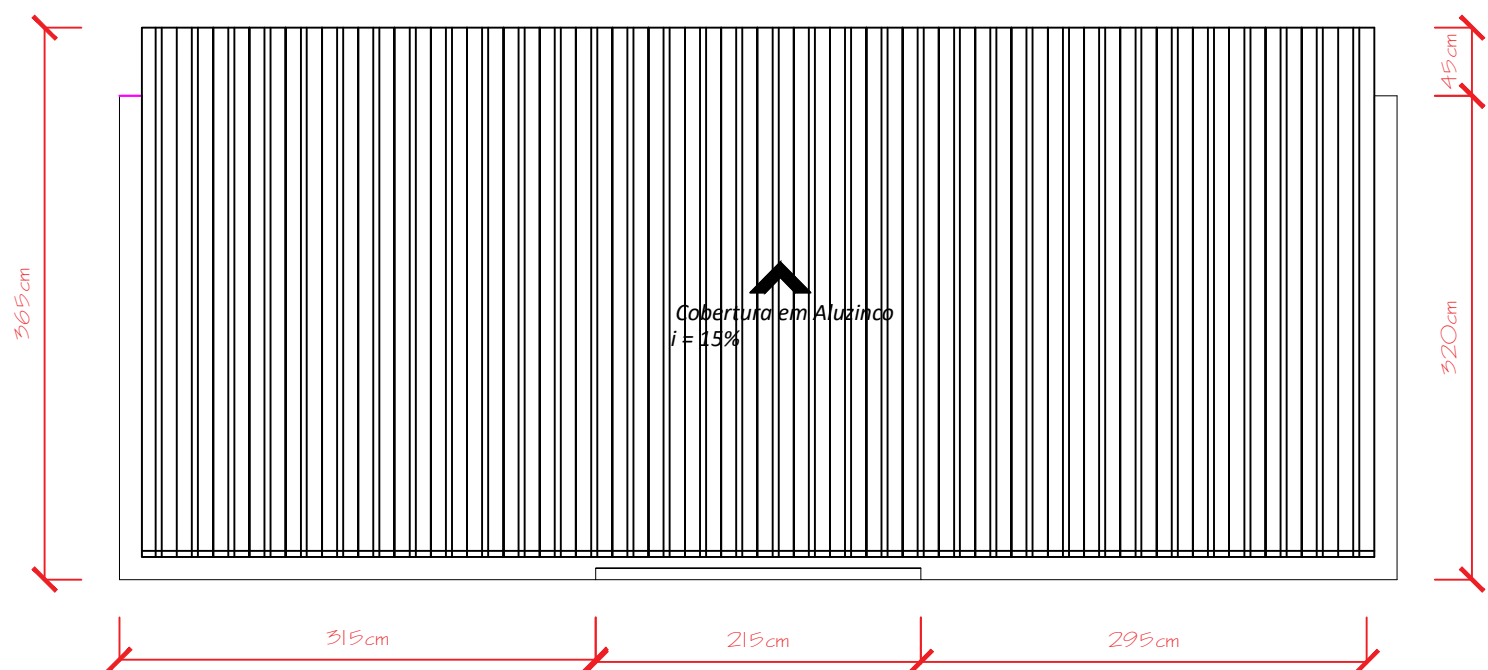 45cm
365cm
Cobertura em Aluzinco
i = 15%
320cm
315cm
215cm
295cm